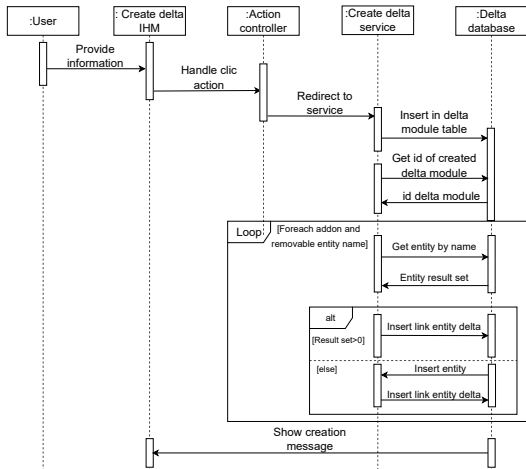 :User
: Create delta
IHM
:Action
controller
:Create delta
service
:Delta
database
Provide
information
Handle clic
action
Redirect to
service
Insert in delta
module table
Get id of created
delta module
id delta module
Loop
[Foreach addon and
removable entity name]
Get entity by name
Entity result set
alt
[Result set>0]
Insert link entity delta
[else]
Insert entity
Insert link entity delta
Show creation
message